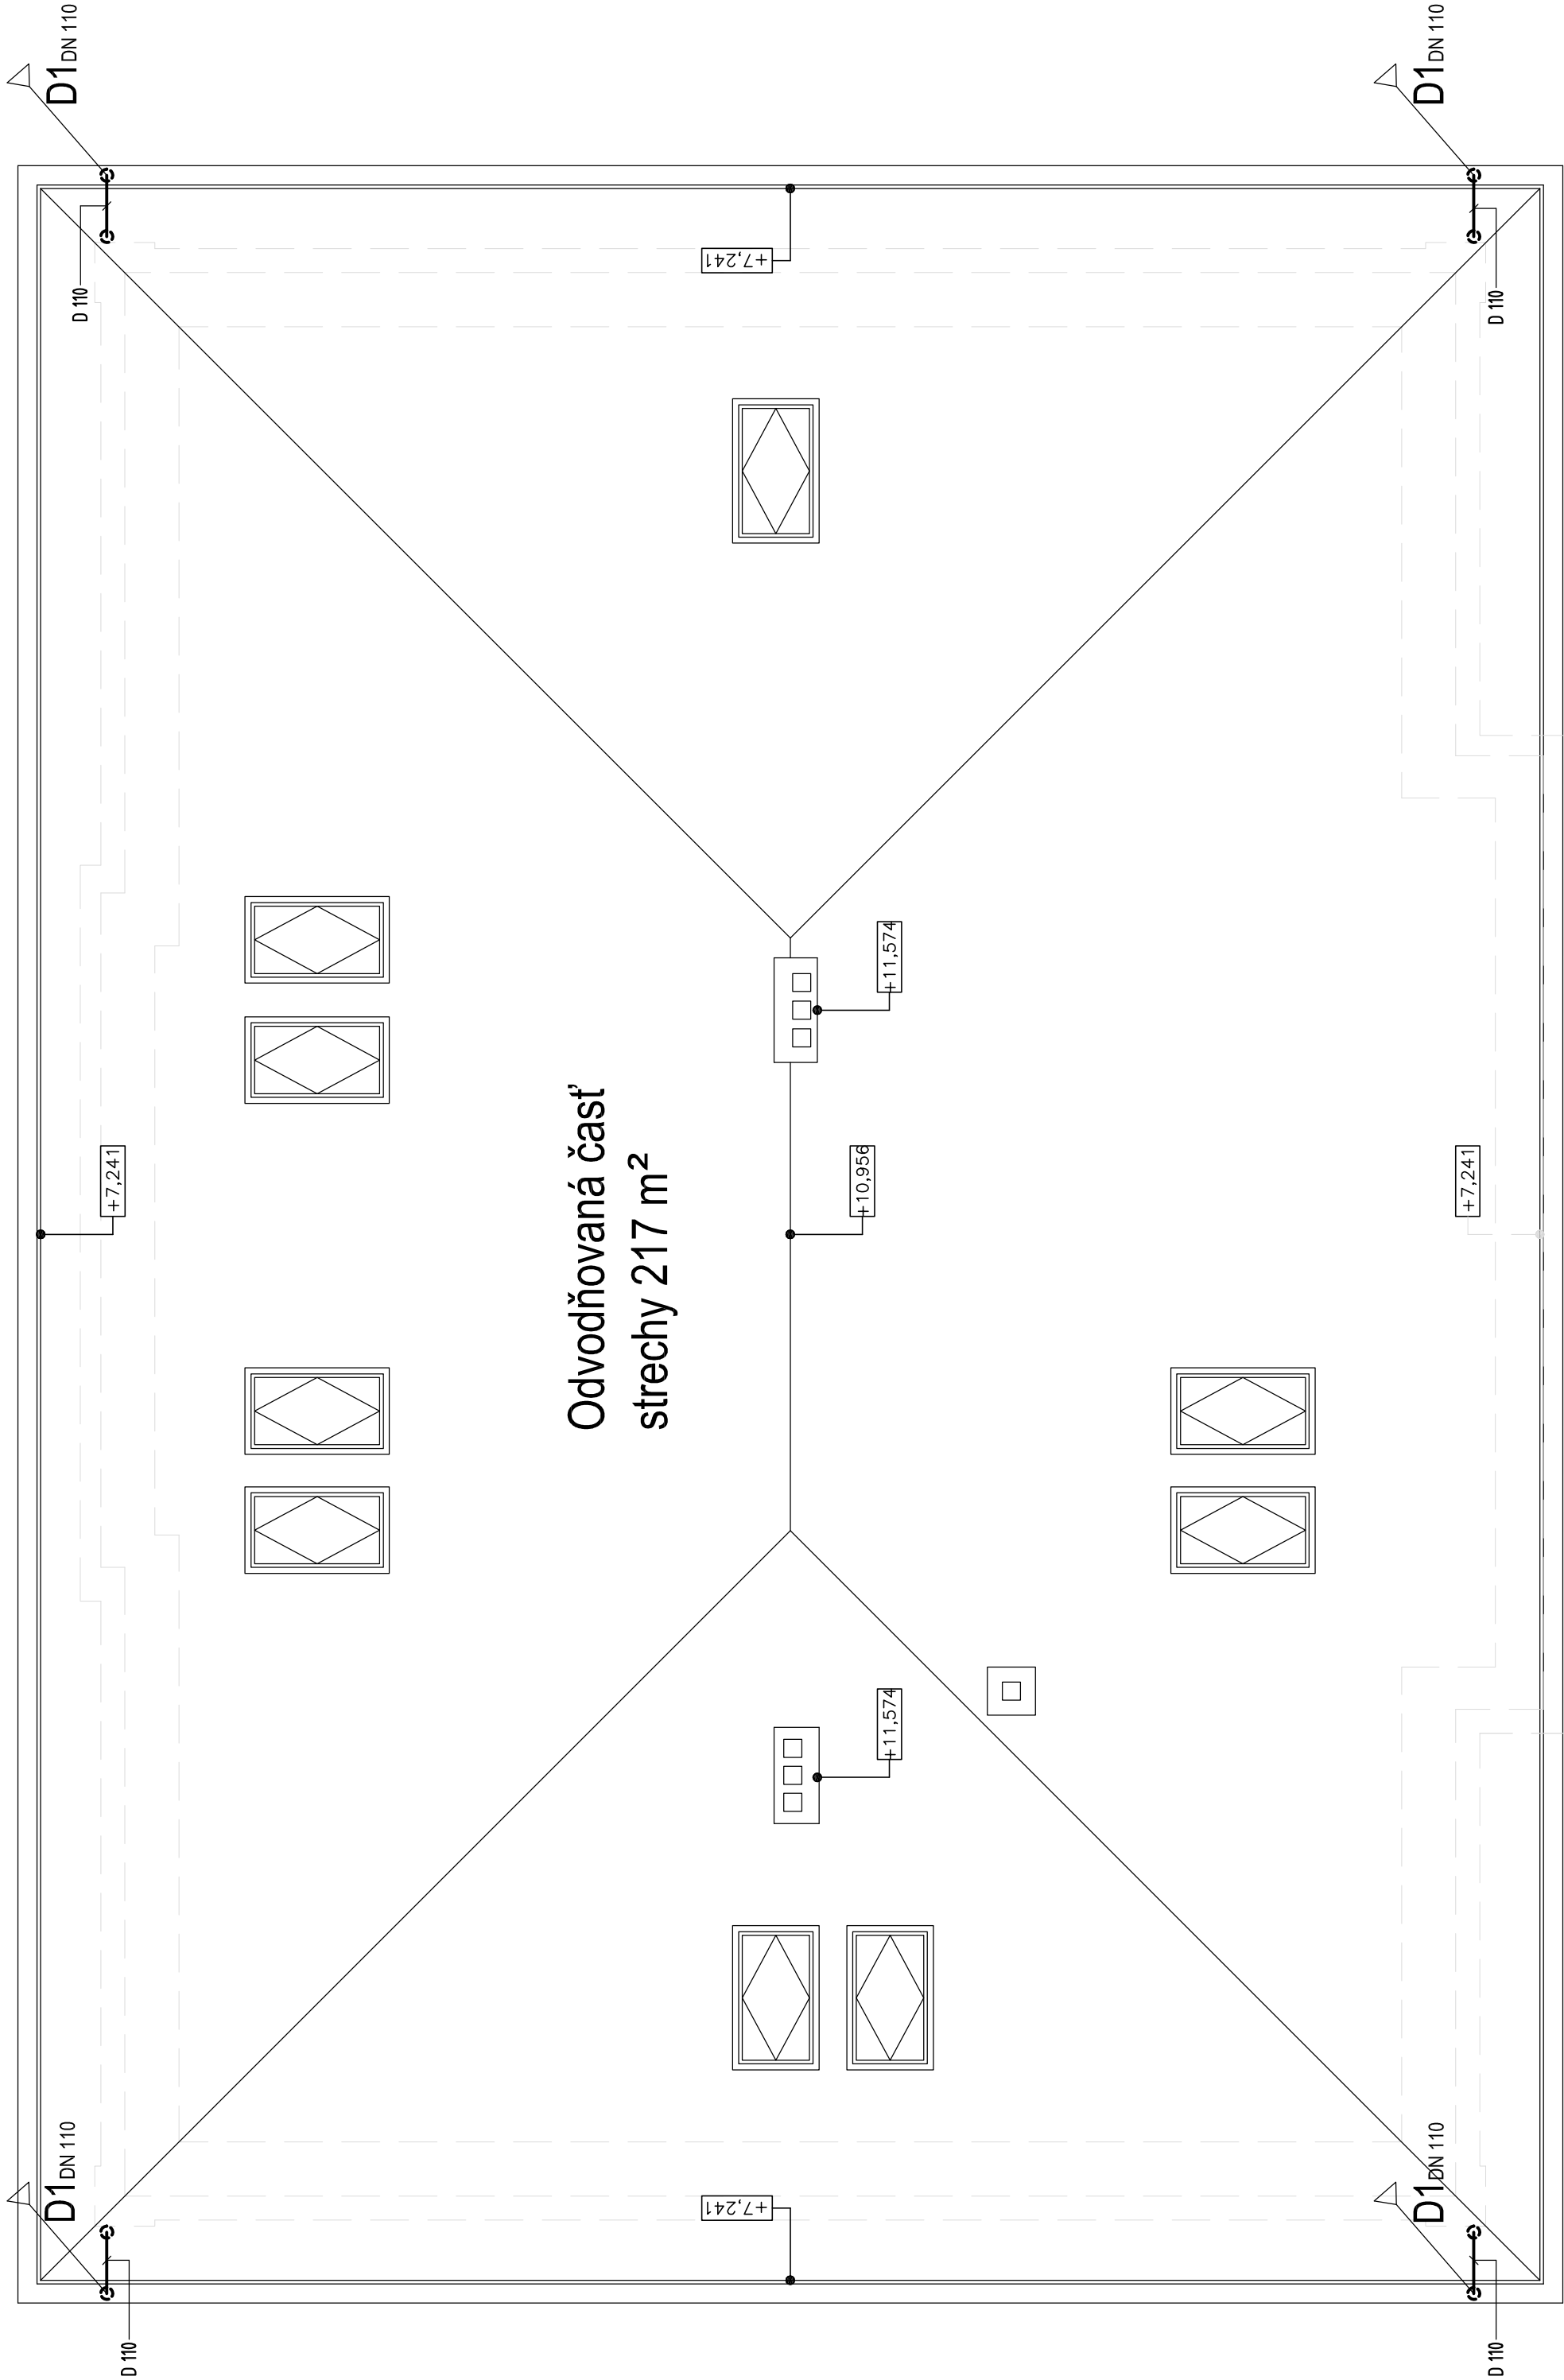 D1 DN 110
D1 DN 110
D 110
D 110
+7,241
+11,574
+7,241
Odvodňovaná časť
strechy 217 m²
+10,956
+7,241
+11,574
D1 DN 110
D1 DN 110
+7,241
D 110
D 110